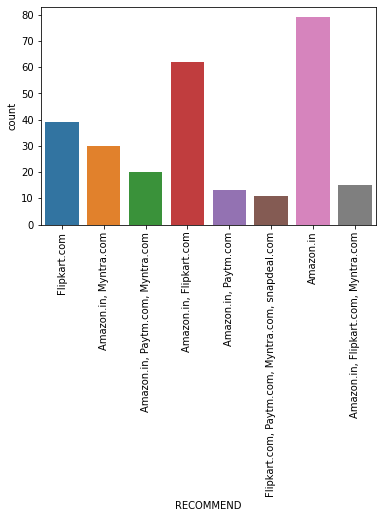 80
70
60
50
40
30
20
10
0
count
Flipkart.com
Amazon.in, Myntra.com
Amazon.in, Paytm.com, Myntra.com
Amazon.in, Flipkart.com
Amazon.in, Paytm.com
Flipkart.com, Paytm.com, Myntra.com, snapdeal.com
Amazon.in
Amazon.in, Flipkart.com, Myntra.com
RECOMMEND